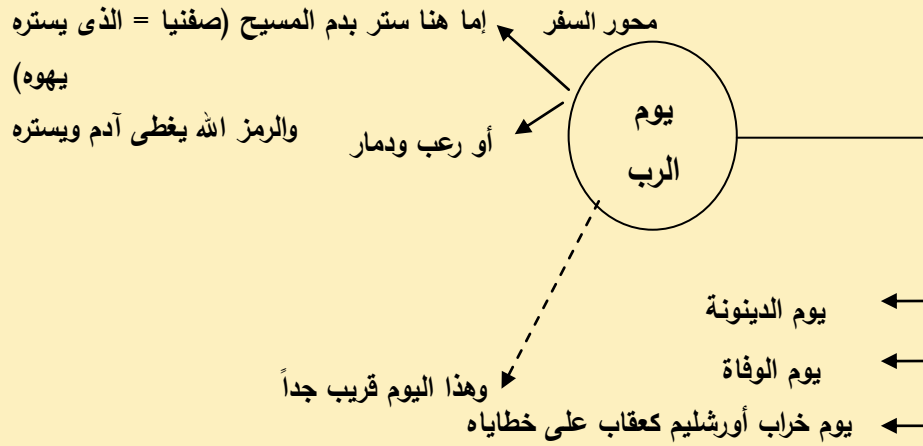 محور السفر
إما هنا ستر بدم المسيح (صفنيا = الذى يستره
يهوه)
والرمز الله يغطى آدم ويستره
أو رعب ودمار
يوم
الرب
يوم الدينونة
يوم الوفاة
وهذا اليوم قريب جداً
يوم خراب أورشليم كعقاب على خطاياه